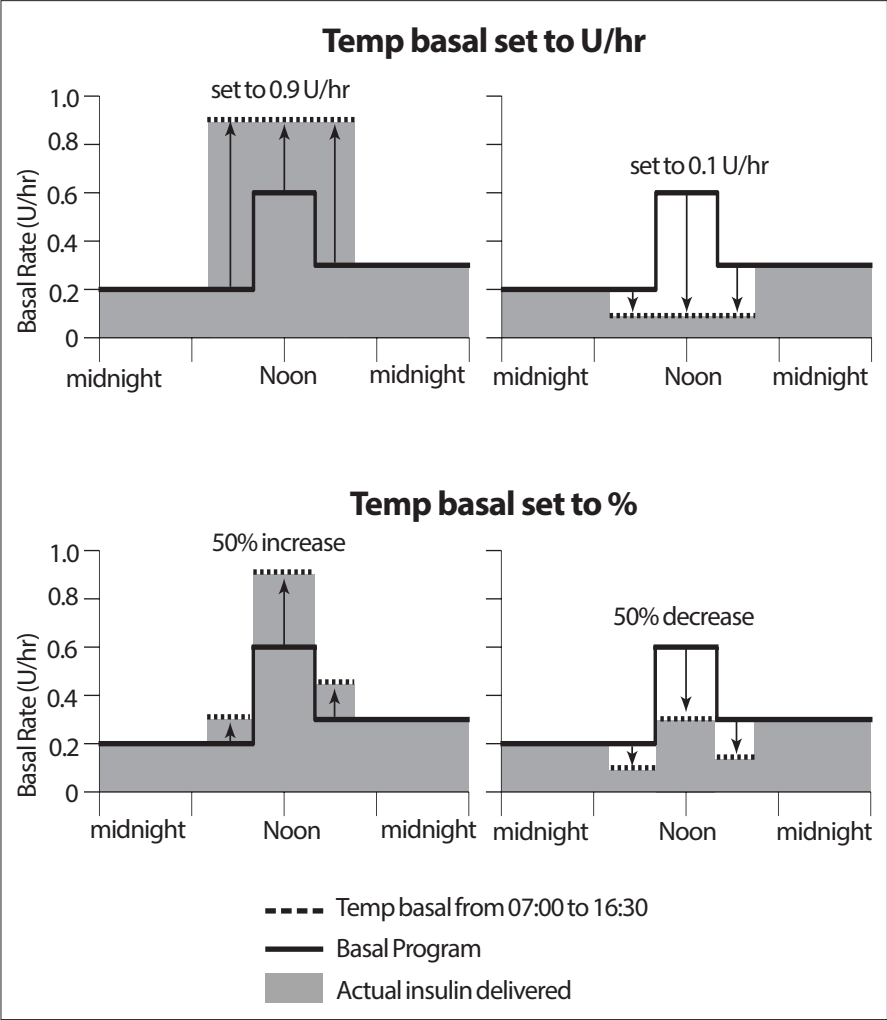 Temp basal set to U/hr
set to 0.9 U/hr
Basal Rate (U/hr)
1.0
0.8
0.6
0.4
0.2
0
midnight Noon midnight
set to 0.1 U/hr
midnight Noon midnight
Temp basal set to %
50% increase
Basal Rate (U/hr)
1.0
0.8
0.6
0.4
0.2
0
midnight Noon midnight
50% decrease
midnight Noon midnight
Temp basal from 07:00 to 16:30
Basal Program
Actual insulin delivered